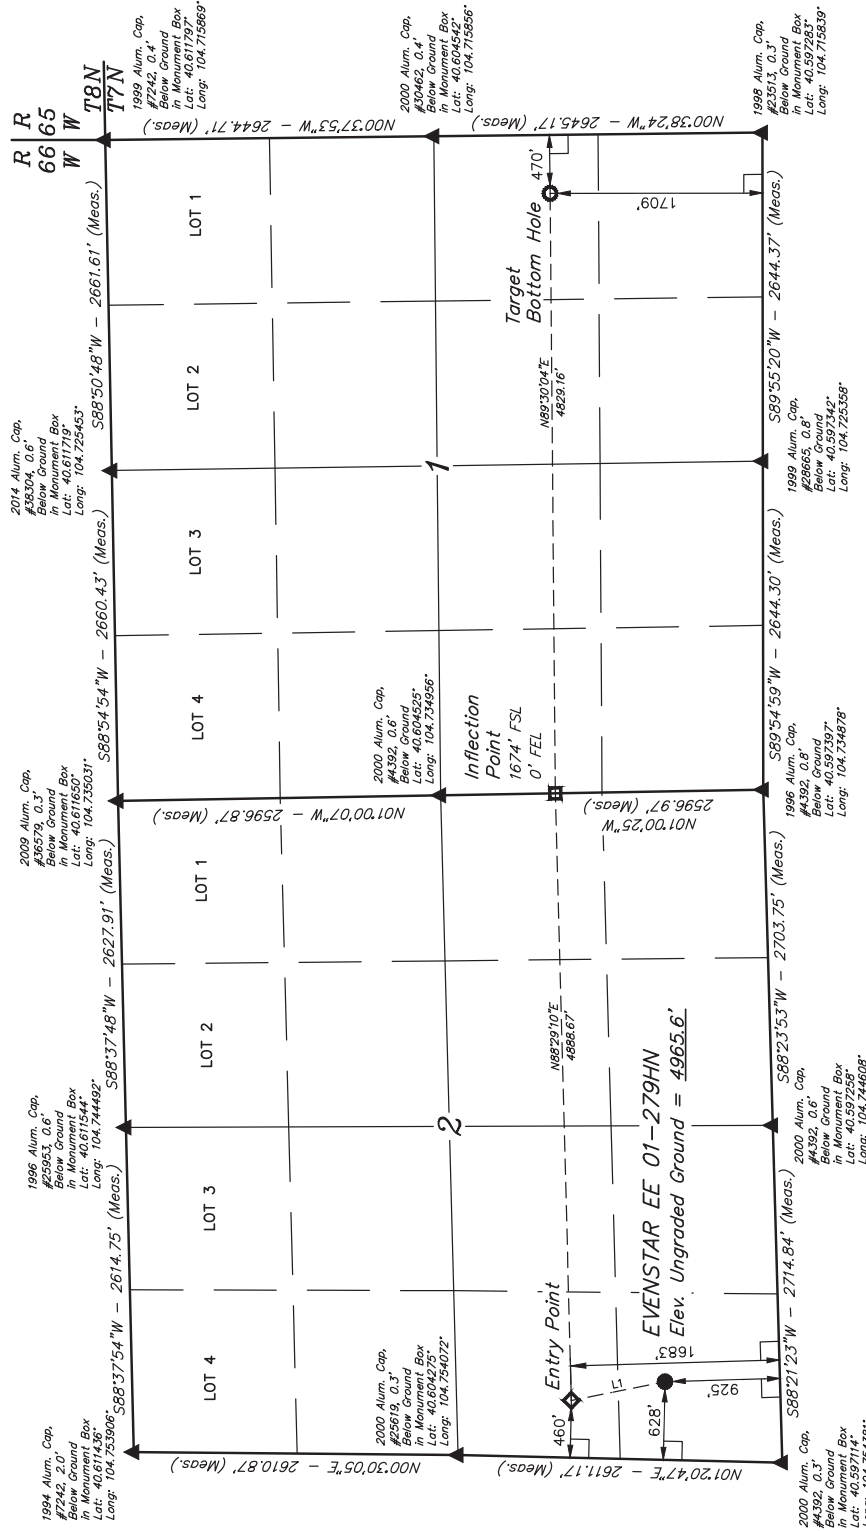 R R
66 65
W W
T8N
T7N
1994 Alum. Cap,
#7242, 2.0'
Below Ground
in Monument Box
Lat: 40.611436°
Long: 104.753906°
S88°37'54"W – 2614.75' (Meas.)
1996 Alum. Cap,
#25953, 0.6'
Below Ground
in Monument Box
Lat: 40.611544°
Long: 104.744492°
S88°37'48"W – 2627.91' (Meas.)
2009 Alum. Cap,
#36579, 0.3'
Below Ground
in Monument Box
Lat: 40.611650°
Long: 104.735031°
S88°54'54"W – 2660.43' (Meas.)
2014 Alum. Cap,
#38304, 0.6'
Below Ground
in Monument Box
Lat: 40.611719°
Long: 104.725453°
S88°50'48"W – 2661.61' (Meas.)
1999 Alum. Cap,
#7242, 0.4'
Below Ground
in Monument Box
Lat: 40.611797°
Long: 104.715869°
LOT 4
LOT 3
LOT 2
LOT 1
LOT 4
LOT 3
LOT 2
LOT 1
N00°30'05"E – 2610.87' (Meas.)
N01°00'07"W – 2596.87' (Meas.)
N00°37'53"W – 2644.71' (Meas.)
2000 Alum. Cap,
#25619, 0.3'
Below Ground
in Monument Box
Lat: 40.604275°
Long: 104.754072°
2
2000 Alum. Cap,
#4392, 0.6'
Below Ground
Lat: 40.604525°
Long: 104.734956°
1
2000 Alum. Cap,
#30462, 0.4'
Below Ground
in Monument Box
Lat: 40.604542°
Long: 104.715856°
N01°20'47"E – 2611.17' (Meas.)
N01°00'25"W
2596.97' (Meas.)
N00°38'24"W – 2645.17' (Meas.)
Entry Point
460'
L1
1683'
628'
925'
EVENSTAR EE 01–279HN
Elev. Ungraded Ground = 4965.6'
N88°29'10"E
4888.67'
Inflection
Point
1674' FSL
0' FEL
N89°30'04"E
4829.16'
Target
Bottom Hole
470'
1709'
2000 Alum. Cap,
#4392, 0.3'
Below Ground
in Monument Box
Lat: 40.597114°
S88°21'23"W – 2714.84' (Meas.)
2000 Alum. Cap,
#4392, 0.6'
Below Ground
in Monument Box
Lat: 40.597258°
Long: 104.744608°
S88°23'53"W – 2703.75' (Meas.)
1996 Alum. Cap,
#4392, 0.8'
Below Ground
Lat: 40.597397°
Long: 104.734878°
S89°54'59"W – 2644.30' (Meas.)
1999 Alum. Cap,
#28665, 0.8'
Below Ground
Lat: 40.597342°
Long: 104.725358°
S89°55'20"W – 2644.37' (Meas.)
1998 Alum. Cap,
#23513, 0.3'
Below Ground
in Monument Box
Lat: 40.597283°
Long: 104.715839°